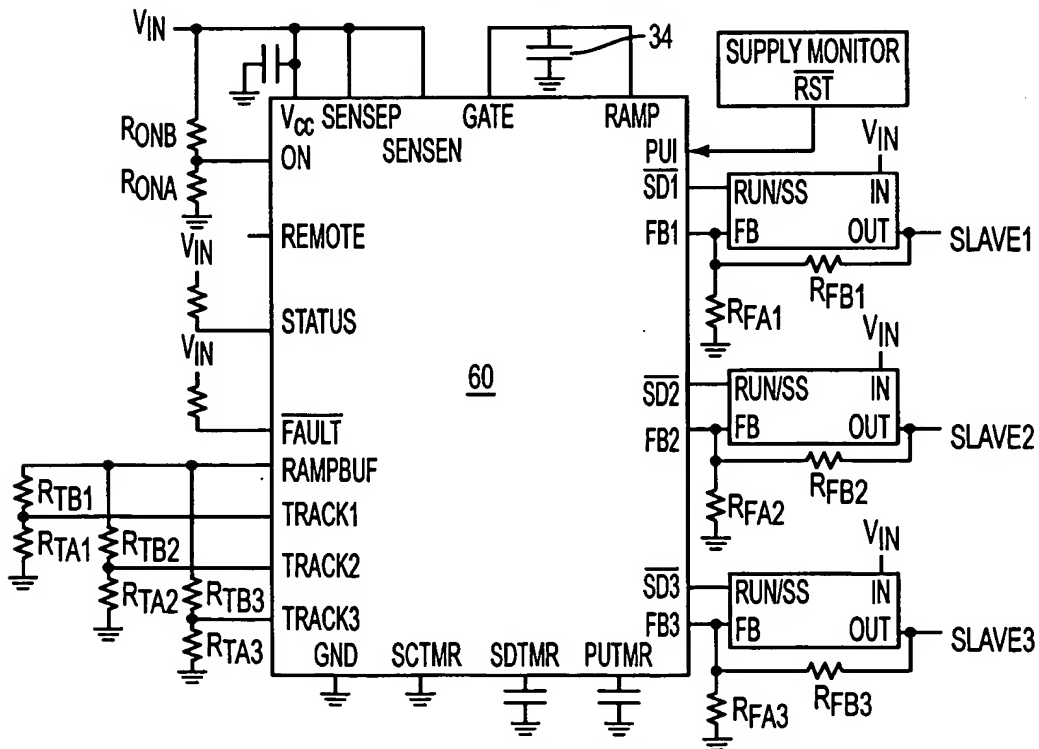 VIN
34
SUPPLY MONITOR
RST
VCC SENSEP
SENSEN
GATE
RAMP
RONB
ON
RONA
PUI
SD1
FB1
VIN
RUN/SS IN
FB OUT
SLAVE1
RFB1
RFA1
REMOTE
VIN
STATUS
VIN
FAULT
60
VIN
SD2
RUN/SS IN
FB2
FB OUT
SLAVE2
RFB2
RFA2
RAMPBUF
RTB1
TRACK1
RTA1
RTB2
TRACK2
RTA2
RTB3
TRACK3
RTA3
VIN
SD3
RUN/SS IN
FB3
FB OUT
SLAVE3
RFB3
RFA3
GND
SCTMR
SDTMR
PUTMR